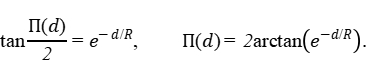 tan Π(d)/2 = e^{- d/R}, Π(d) = 2arctan(e^{-d/R}).